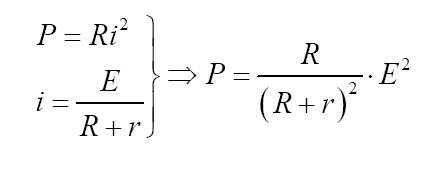 P = Ri²
i = E / (R + r)
} ⇒ P = R / (R + r)² · E²